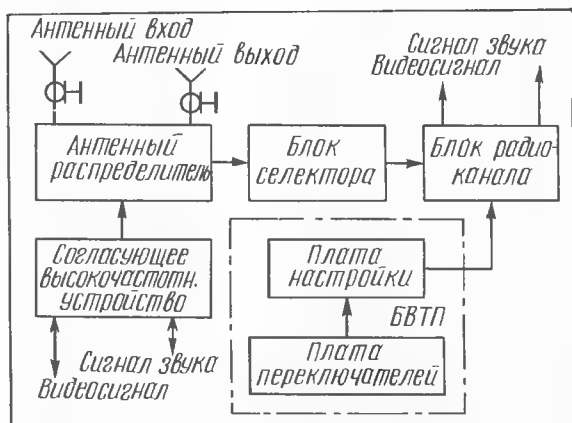 Антенный вход
Антенный выход
Сигнал звука
Видеосигнал
Антенный
распределитель
Блок
селектора
Блок радио-
канала
Согласующее
высокочастотн.
устройство
Плата
настройки
БВТП
Плата
переключателей
Сигнал звука
Видеосигнал